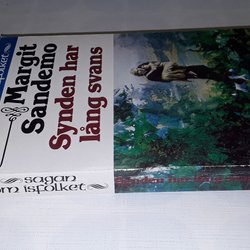 Margit
Sandemo
Synden har
lång svans
sagan
om isfolket